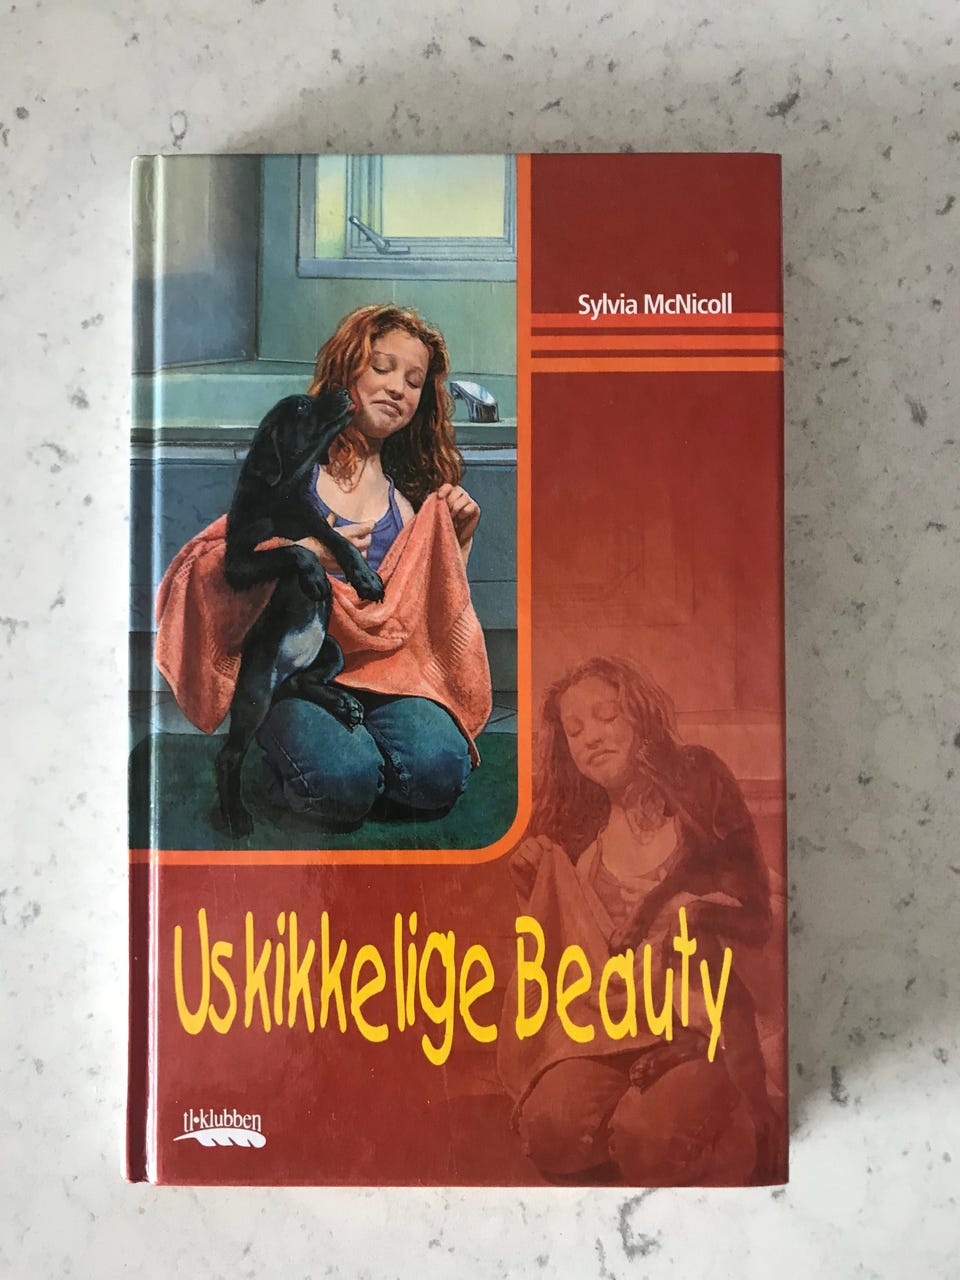 Sylvia McNicoll
Uskikkelige Beauty
tl•klubben